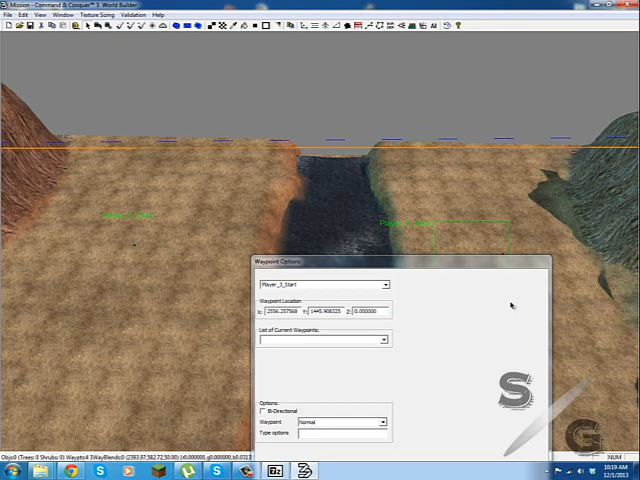 Mission - Command & Conquer™ 3 World Builder
File Edit View Window Texture Sizing Validation Help
Waypoint Options
Player_3_Start
Waypoint Location
X: 2556.257568 Y: 1445.908325 Z: 0.000000
List of Current Waypoints:
Options:
Bi-Directional
Waypoint Normal
Type options
S
G
NUM
10:19 AM
12/1/2013